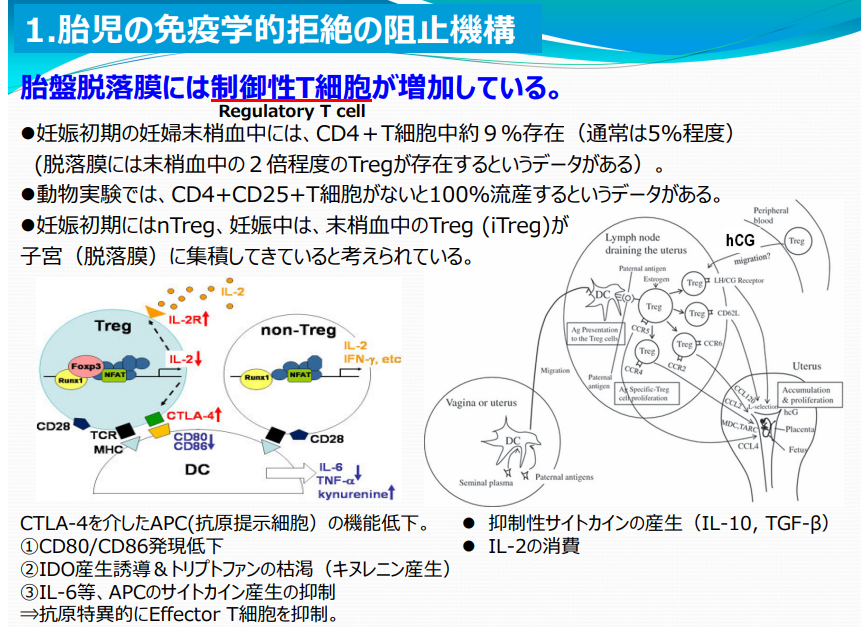 1.胎児の免疫学的拒絶の阻止機構
胎盤脱落膜には制御性T細胞が増加している。
Regulatory T cell
●妊娠初期の妊婦末梢血中には、CD4＋T細胞中約９%存在（通常は5%程度）
(脱落膜には末梢血中の２倍程度のTregが存在するというデータがある）。
●動物実験では、CD4+CD25+T細胞がないと100%流産するというデータがある。
●妊娠初期にはnTreg、妊娠中は、末梢血中のTreg (iTreg)が
子宮（脱落膜）に集積してきていると考えられている。
IL-2
IL-2R↑
Treg
IL-2↓
Foxp3
Runx1
NFAT
CTLA-4↑
CD28
TCR
MHC
CD80
CD86↓
DC
non-Treg
IL-2
IFN-γ, etc
Runx1
NFAT
CD28
IL-6
TNF-α↓
kynurenine↑
Peripheral
blood
Treg
hCG
migration?
Lymph node
draining the uterus
Paternal antigen
Estrogen
DC
Treg
Treg
LH/CG Receptor
Treg
CD62L
Treg
CCR6
CCR2
CCR5
Treg
CCR4
Ag Presentation
to the Treg cells
Paternal
antigen
Ag Specific-Treg
cell proliferation
Migration
Vagina or uterus
DC
Seminal plasma
Paternal antigens
Uterus
Accumulation
& proliferation
CCL20
CCL2
L-selection
hcG
MDC,TARC
Placenta
CCL4
Fetus
CTLA-4を介したAPC(抗原提示細胞）の機能低下。
①CD80/CD86発現低下
②IDO産生誘導＆トリプトファンの枯渇（キヌレニン産生）
③IL-6等、APCのサイトカイン産生の抑制
⇒抗原特異的にEffector T細胞を抑制。
● 抑制性サイトカインの産生（IL-10, TGF-β）
● IL-2の消費